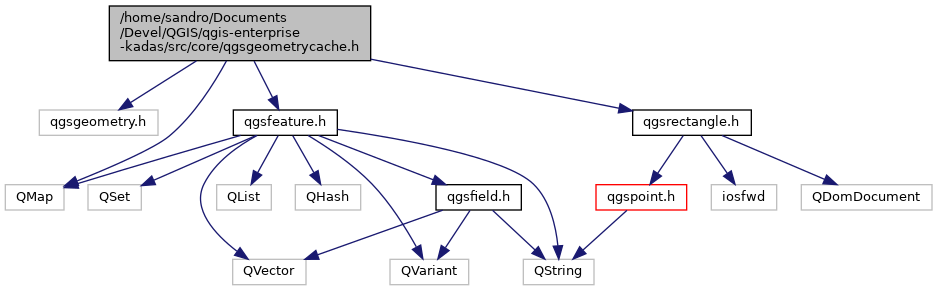 /home/sandro/Documents
/Devel/QGIS/qgis-enterprise
-kadas/src/core/qgsgeometrycache.h
qgsgeometry.h
qgsfeature.h
qgsrectangle.h
QMap
QSet
QList
QHash
qgsfield.h
qgspoint.h
iosfwd
QDomDocument
QVector
QVariant
QString